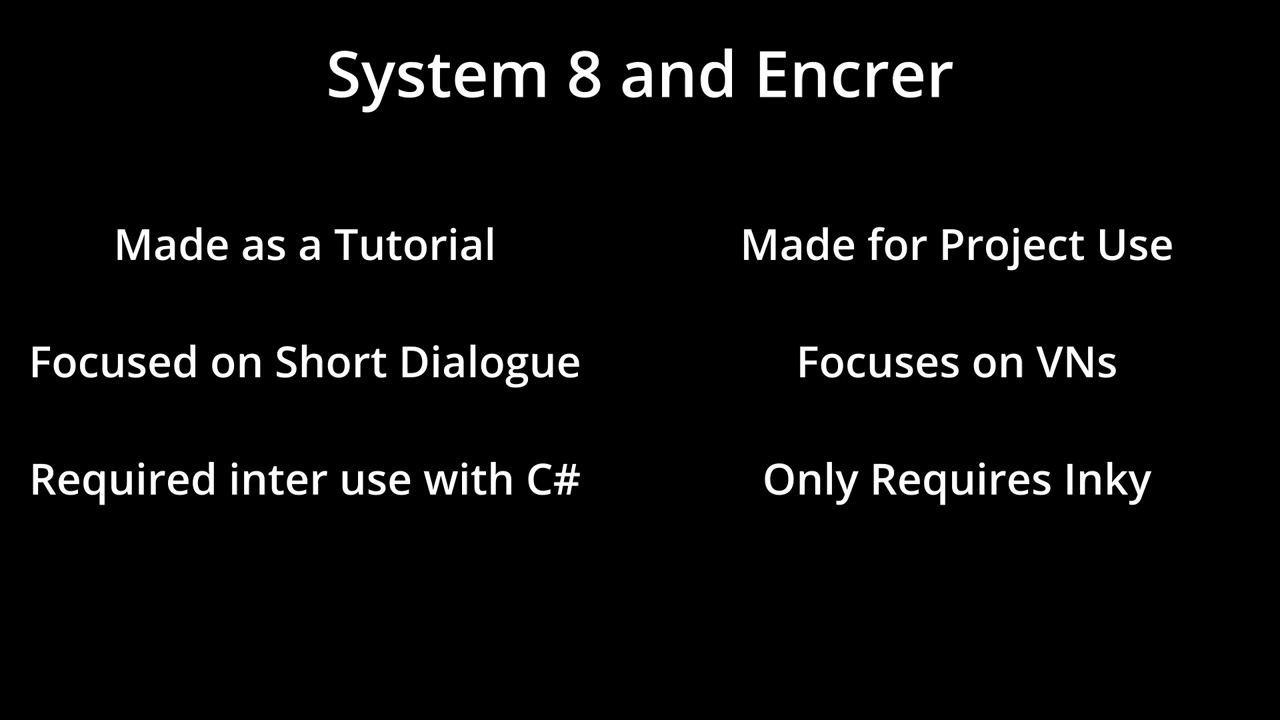 System 8 and Encrer
Made as a Tutorial
Made for Project Use
Focused on Short Dialogue
Focuses on VNs
Required inter use with C#
Only Requires Inky